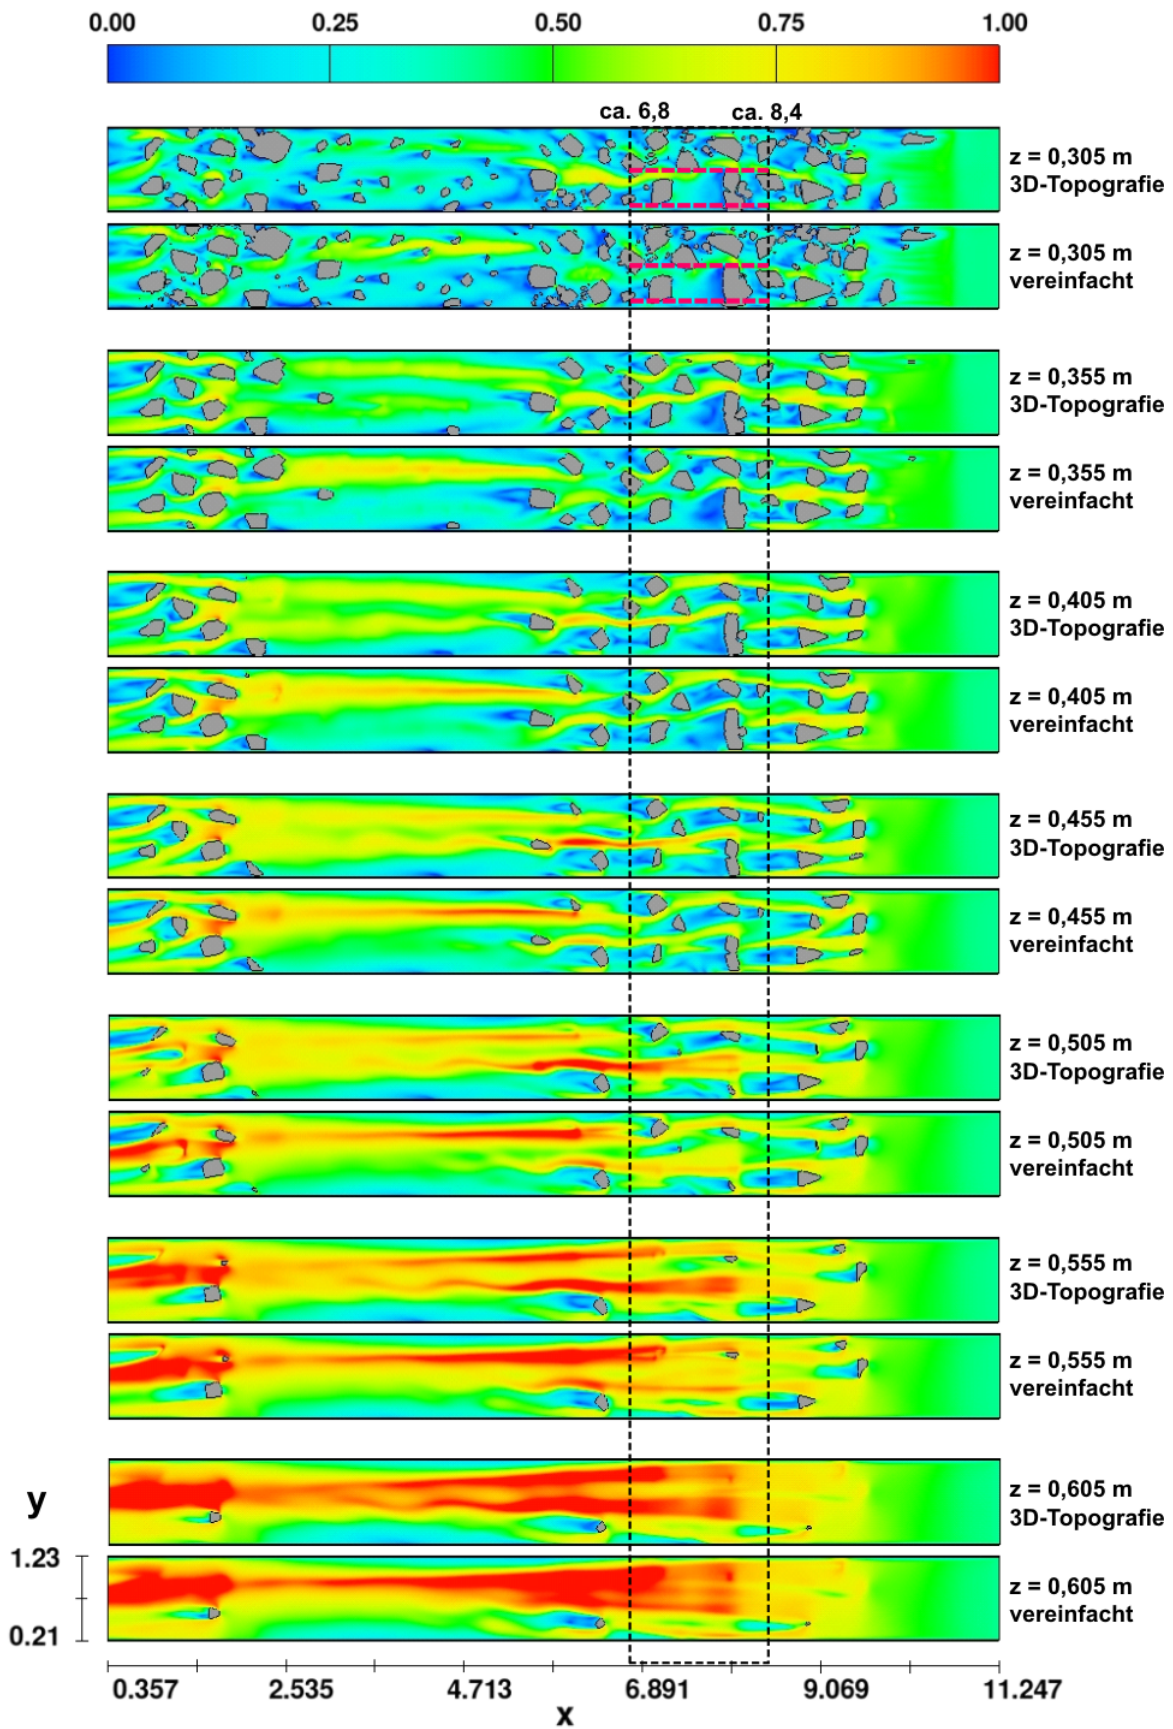 0.00 0.25 0.50 0.75 1.00
ca. 6,8 ca. 8,4
z = 0,305 m
3D-Topografie
z = 0,305 m
vereinfacht
z = 0,355 m
3D-Topografie
z = 0,355 m
vereinfacht
z = 0,405 m
3D-Topografie
z = 0,405 m
vereinfacht
z = 0,455 m
3D-Topografie
z = 0,455 m
vereinfacht
z = 0,505 m
3D-Topografie
z = 0,505 m
vereinfacht
z = 0,555 m
3D-Topografie
z = 0,555 m
vereinfacht
z = 0,605 m
3D-Topografie
z = 0,605 m
vereinfacht
y
1.23
0.21
0.357 2.535 4.713 6.891 9.069 11.247
x